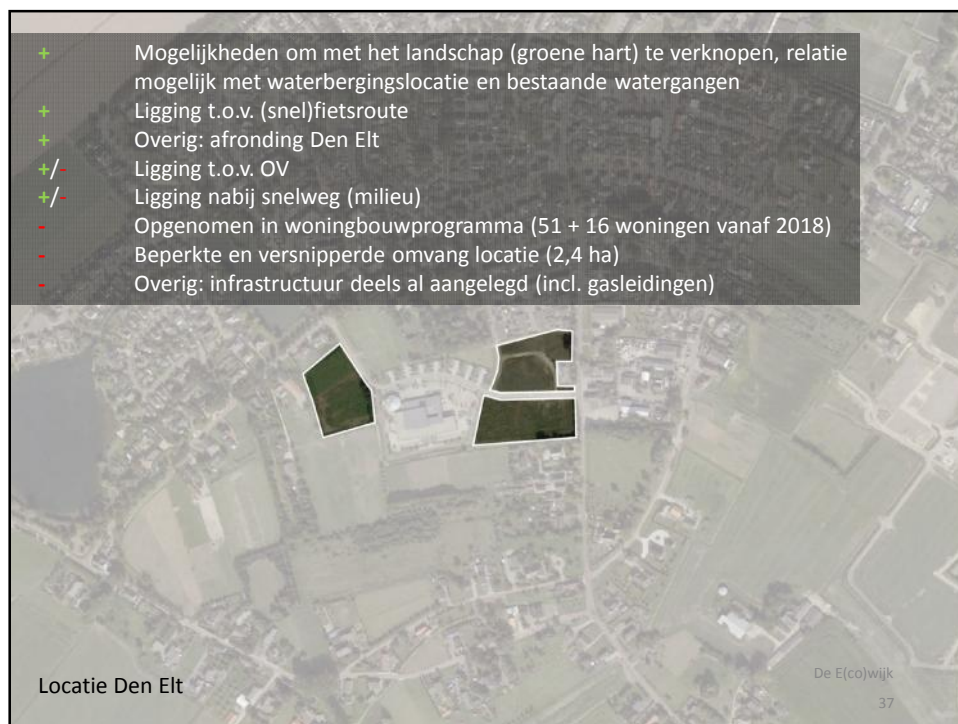 + Mogelijkheden om met het landschap (groene hart) te verknopen, relatie
mogelijk met waterbergingslocatie en bestaande watergangen
+ Ligging t.o.v. (snel)fietsroute
+ Overig: afronding Den Elt
+/- Ligging t.o.v. OV
+/- Ligging nabij snelweg (milieu)
- Opgenomen in woningbouwprogramma (51 + 16 woningen vanaf 2018)
- Beperkte en versnipperde omvang locatie (2,4 ha)
- Overig: infrastructuur deels al aangelegd (incl. gasleidingen)
Locatie Den Elt
De E(co)wijk
37